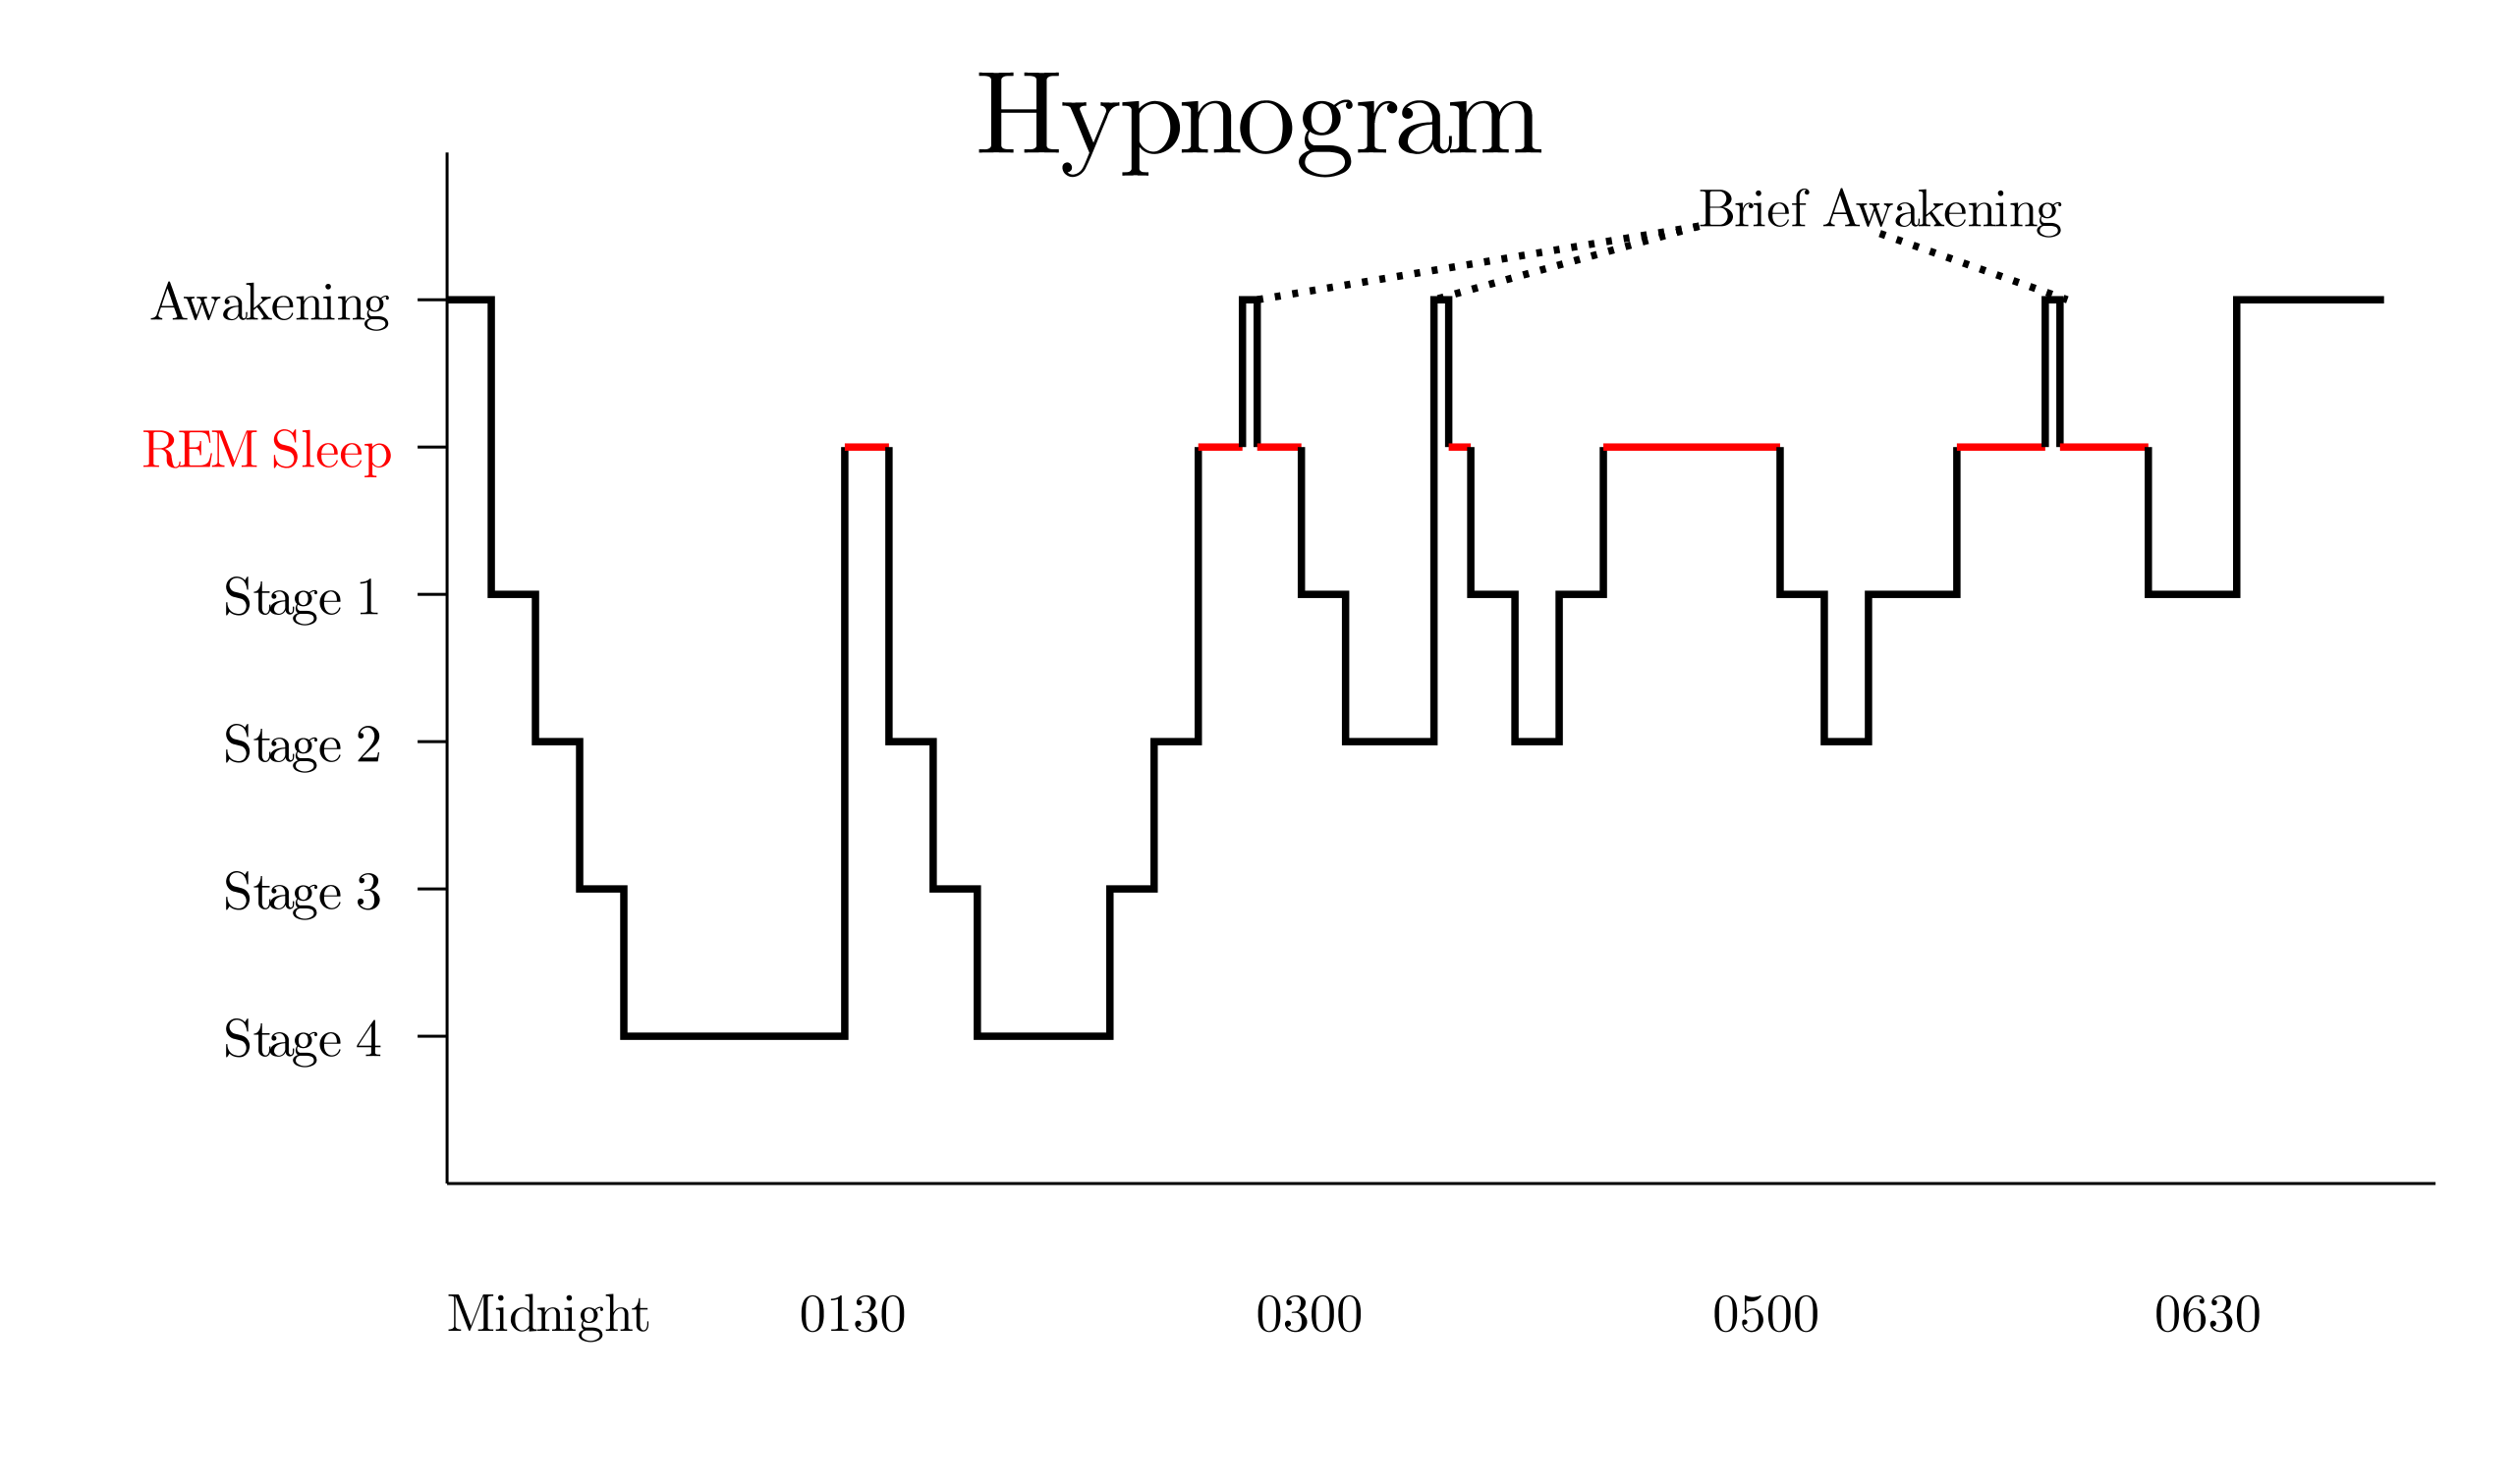 Hypnogram
Brief Awakening
Awakening
REM Sleep
Stage 1
Stage 2
Stage 3
Stage 4
Midnight 0130 0300 0500 0630